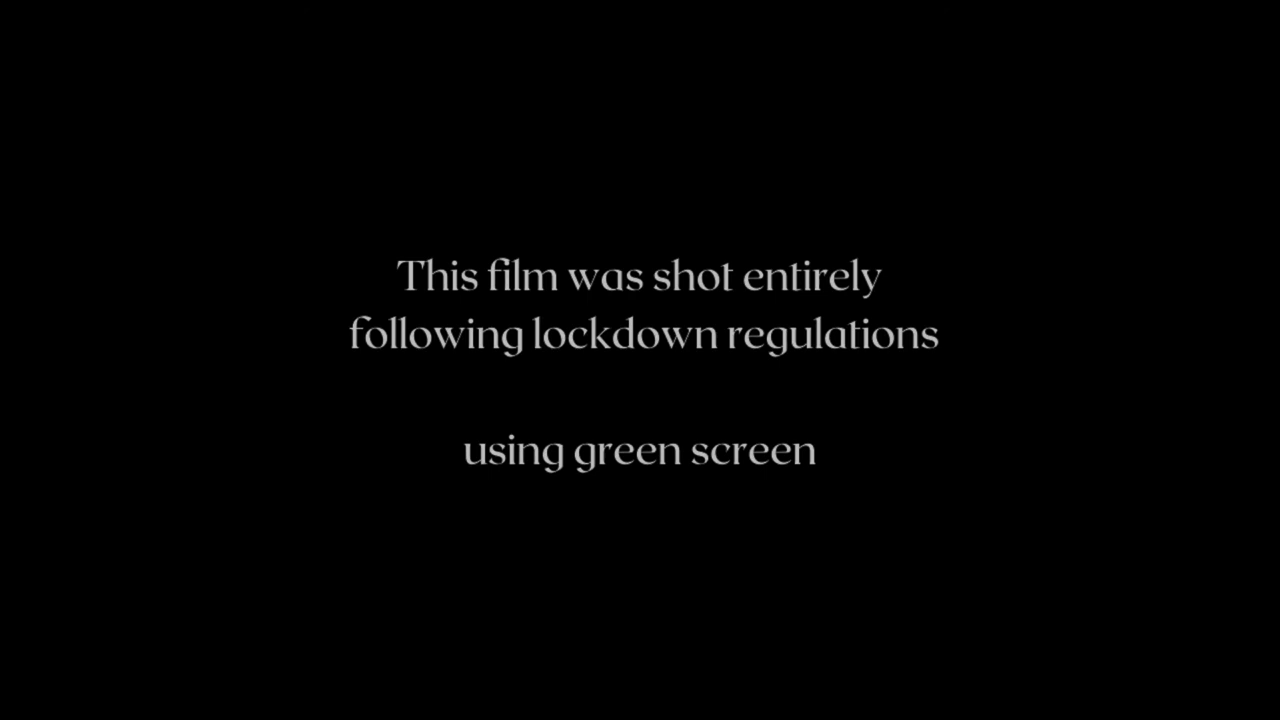 This film was shot entirely
following lockdown regulations
using green screen